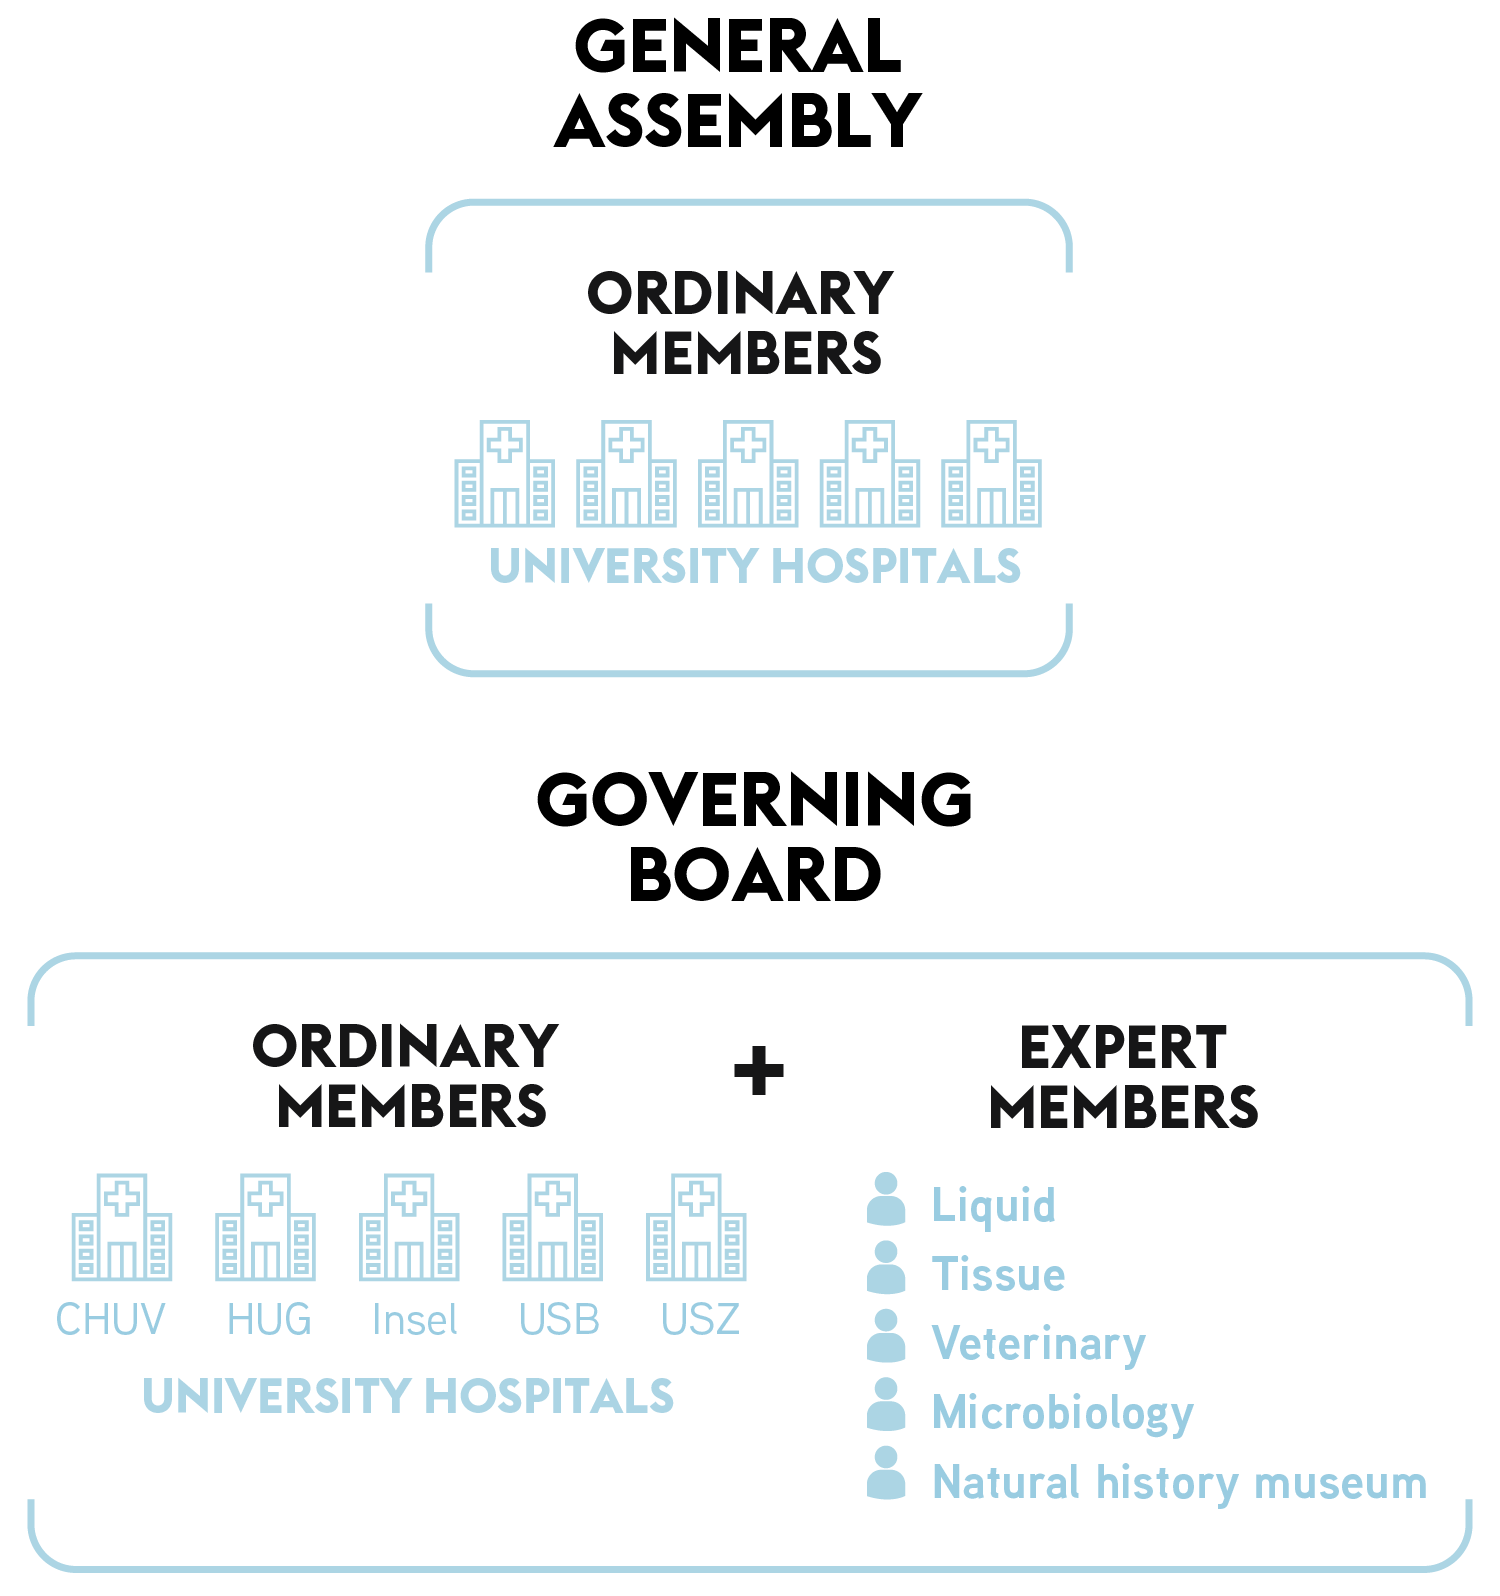 GENERAL
ASSEMBLY
ORDINARY
MEMBERS
UNIVERSITY HOSPITALS
GOVERNING
BOARD
ORDINARY
MEMBERS
CHUV HUG Insel USB USZ
UNIVERSITY HOSPITALS
+
EXPERT
MEMBERS
Liquid
Tissue
Veterinary
Microbiology
Natural history museum